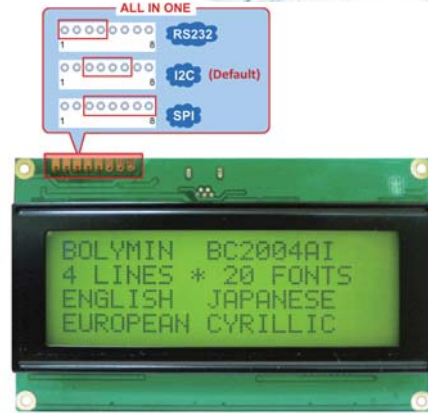 ALL IN ONE
1 8 RS232
1 8 I2C (Default)
1 8 SPI
BOLYMIN BC2004AI
4 LINES * 20 FONTS
ENGLISH JAPANESE
EUROPEAN CYRILLIC